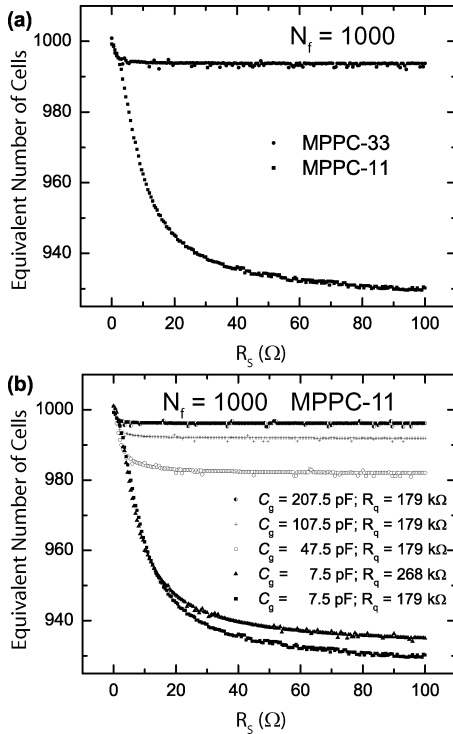 (a)
N_f = 1000
1000
980
960
940
Equivalent Number of Cells
MPPC-33
MPPC-11
0 20 40 60 80 100
R_S (Ω)
(b)
N_f = 1000 MPPC-11
1000
980
960
940
Equivalent Number of Cells
C_g = 207.5 pF; R_q = 179 kΩ
C_g = 107.5 pF; R_q = 179 kΩ
C_g = 47.5 pF; R_q = 179 kΩ
C_g = 7.5 pF; R_q = 268 kΩ
C_g = 7.5 pF; R_q = 179 kΩ
0 20 40 60 80 100
R_S (Ω)